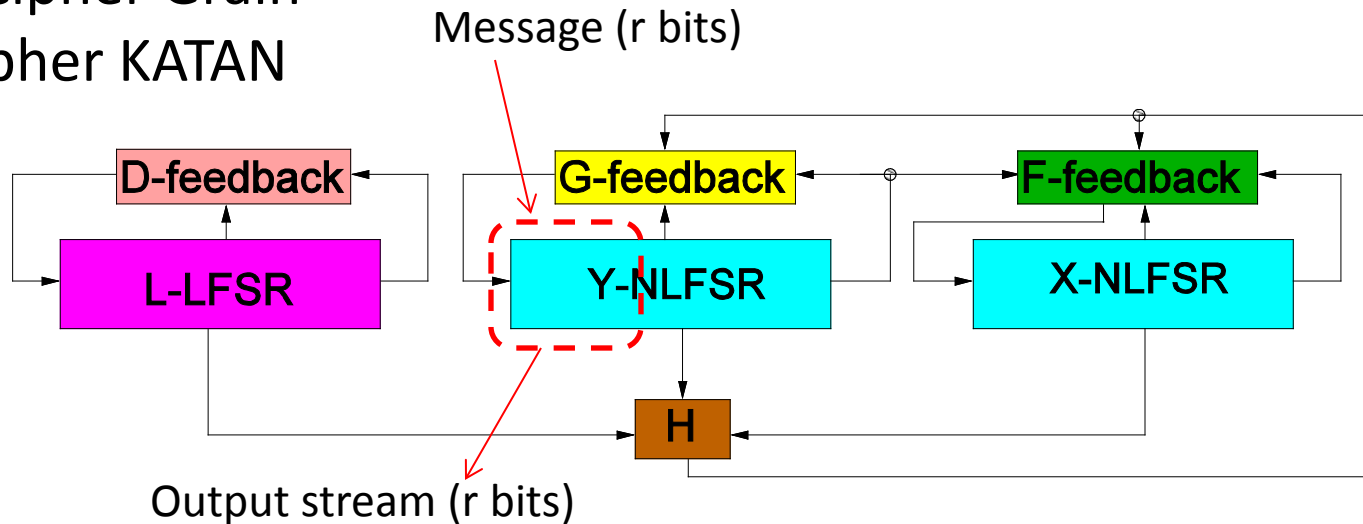 pher KATAN
Message (r bits)
D-feedback
G-feedback
F-feedback
L-LFSR
Y-NLFSR
X-NLFSR
H
Output stream (r bits)